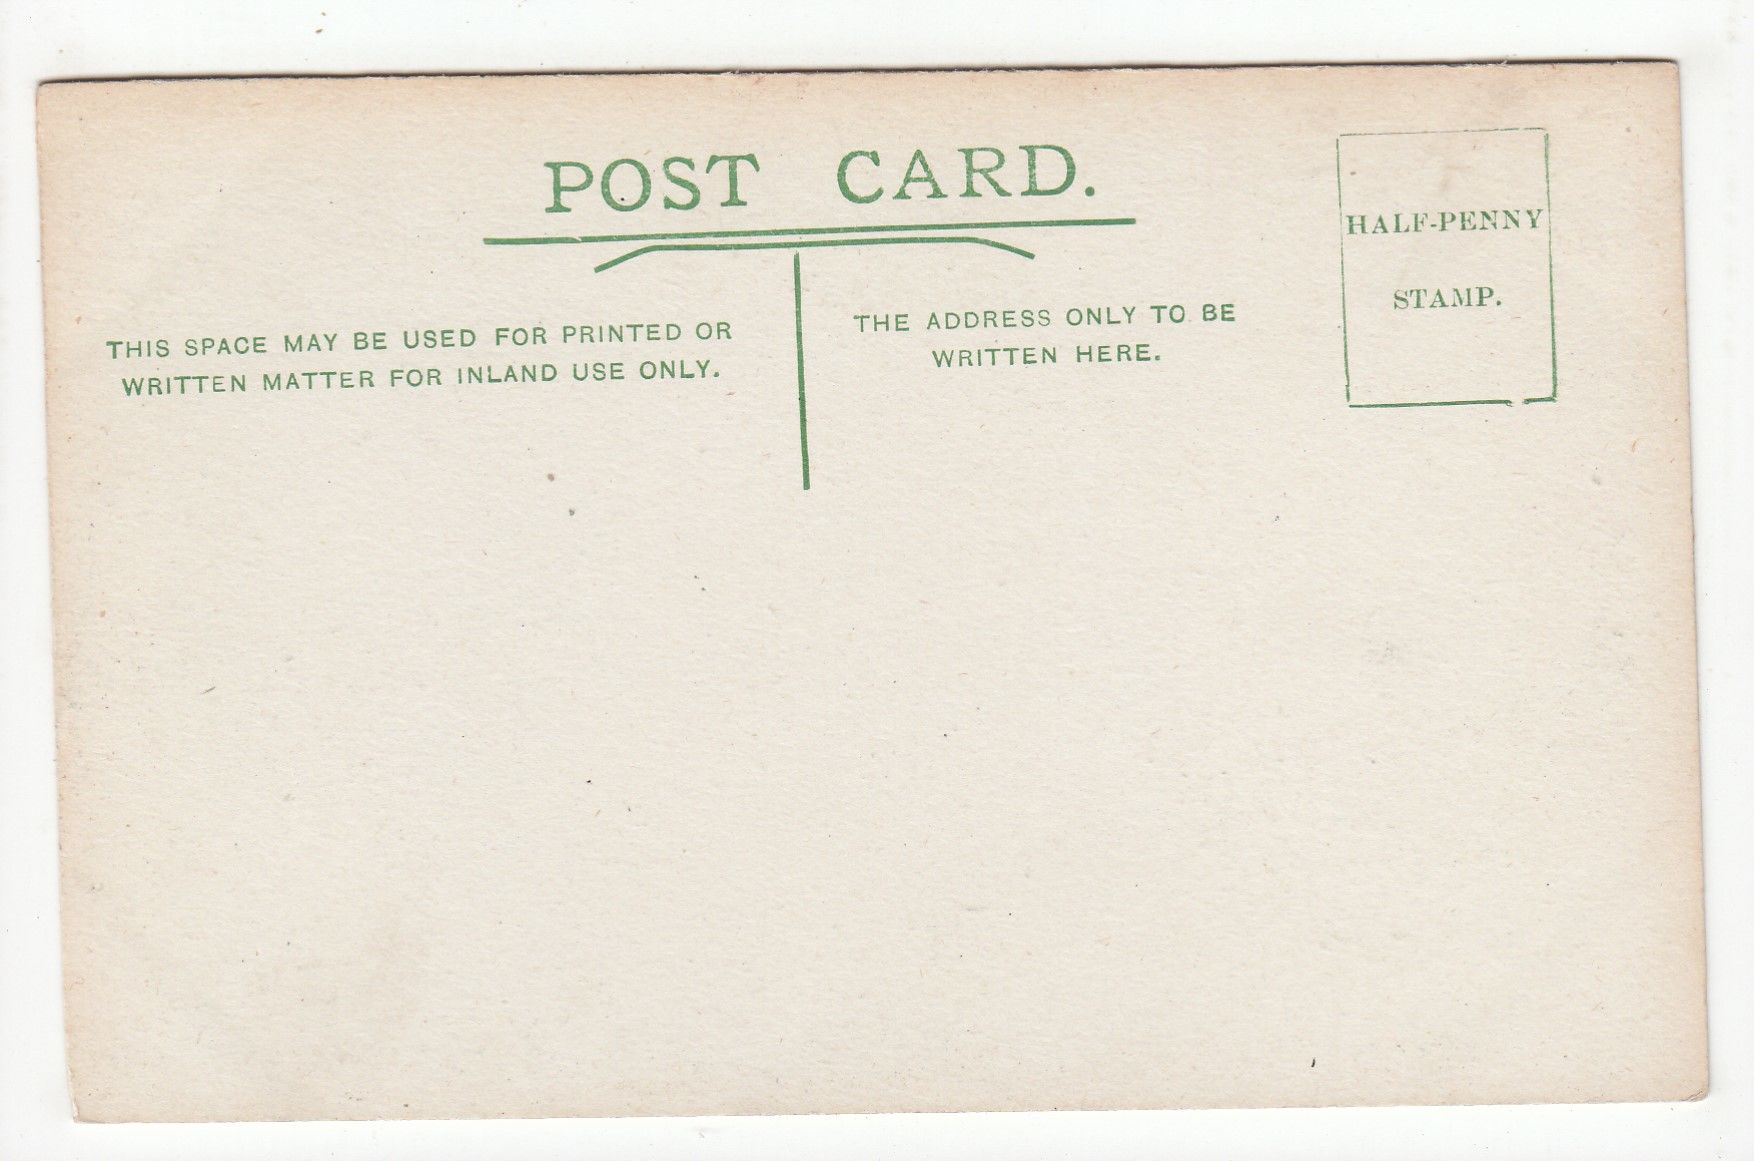 POST CARD.
HALF-PENNY
STAMP.
THIS SPACE MAY BE USED FOR PRINTED OR
WRITTEN MATTER FOR INLAND USE ONLY.
THE ADDRESS ONLY TO BE
WRITTEN HERE.